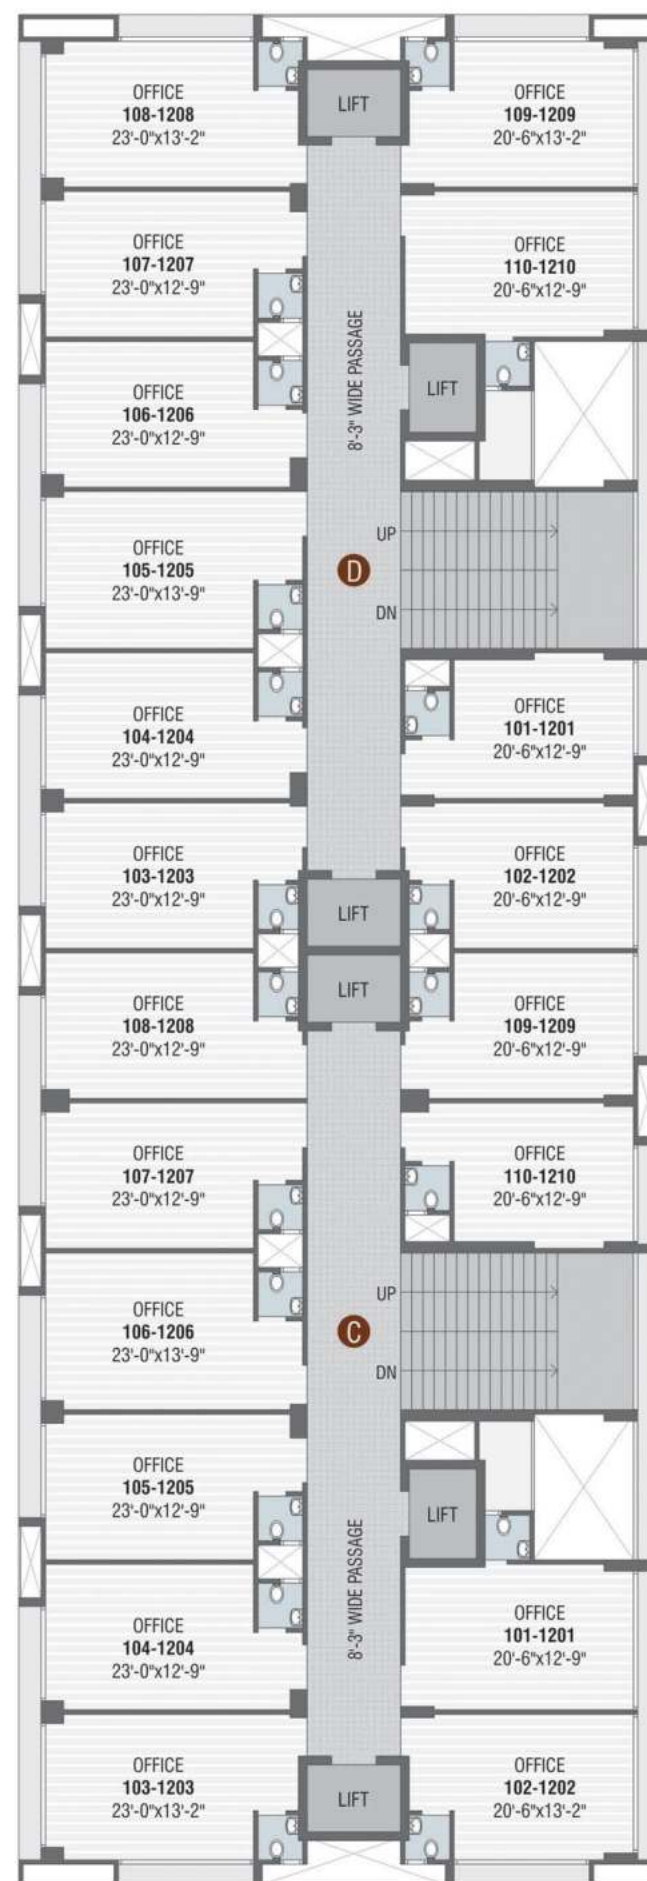 OFFICE
108-1208
23'-0"x13'-2"
LIFT
OFFICE
109-1209
20'-6"x13'-2"
OFFICE
107-1207
23'-0"x12'-9"
OFFICE
110-1210
20'-6"x12'-9"
8'-3" WIDE PASSAGE
LIFT
OFFICE
106-1206
23'-0"x12'-9"
OFFICE
105-1205
23'-0"x13'-9"
UP
D
DN
OFFICE
104-1204
23'-0"x12'-9"
OFFICE
101-1201
20'-6"x12'-9"
OFFICE
103-1203
23'-0"x12'-9"
LIFT
OFFICE
102-1202
20'-6"x12'-9"
OFFICE
108-1208
23'-0"x12'-9"
LIFT
OFFICE
109-1209
20'-6"x12'-9"
OFFICE
107-1207
23'-0"x12'-9"
OFFICE
110-1210
20'-6"x12'-9"
OFFICE
106-1206
23'-0"x13'-9"
UP
C
DN
OFFICE
105-1205
23'-0"x12'-9"
LIFT
8'-3" WIDE PASSAGE
OFFICE
104-1204
23'-0"x12'-9"
OFFICE
101-1201
20'-6"x12'-9"
OFFICE
103-1203
23'-0"x13'-2"
LIFT
OFFICE
102-1202
20'-6"x13'-2"